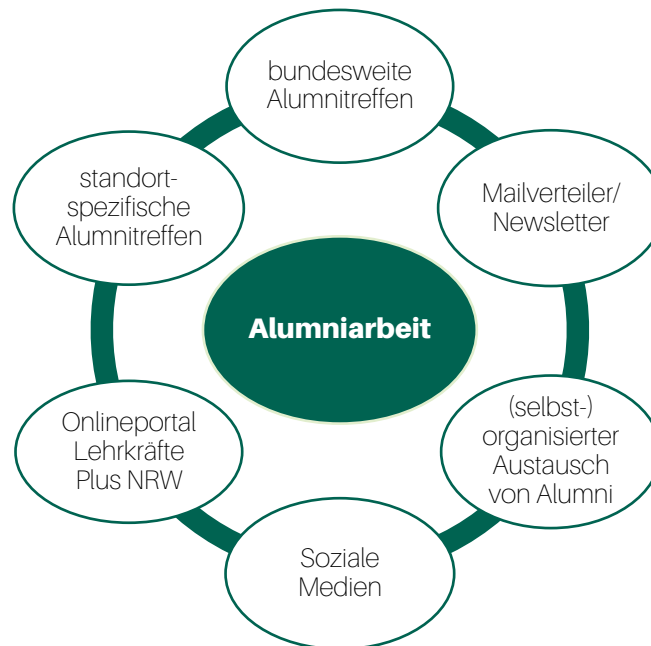 bundesweite
Alumnitreffen
standort-
spezifische
Alumnitreffen
Mailverteiler/
Newsletter
Alumniarbeit
Onlineportal
Lehrkräfte
Plus NRW
(selbst-)
organisierter
Austausch
von Alumni
Soziale
Medien